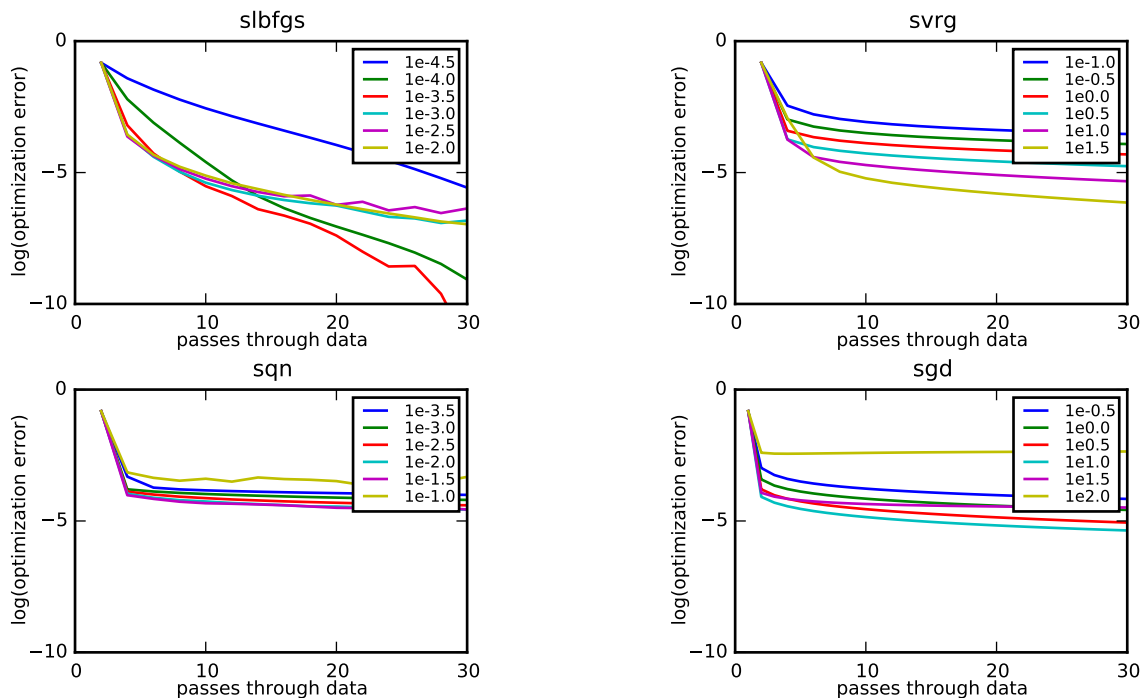 slbfgs
0
1e-4.5
1e-4.0
1e-3.5
1e-3.0
1e-2.5
1e-2.0
log(optimization error)
−5
−10
0 10 20 30
passes through data
svrg
0
1e-1.0
1e-0.5
1e0.0
1e0.5
1e1.0
1e1.5
log(optimization error)
−5
−10
0 10 20 30
passes through data
sqn
0
1e-3.5
1e-3.0
1e-2.5
1e-2.0
1e-1.5
1e-1.0
log(optimization error)
−5
−10
0 10 20 30
passes through data
sgd
0
1e-0.5
1e0.0
1e0.5
1e1.0
1e1.5
1e2.0
log(optimization error)
−5
−10
0 10 20 30
passes through data